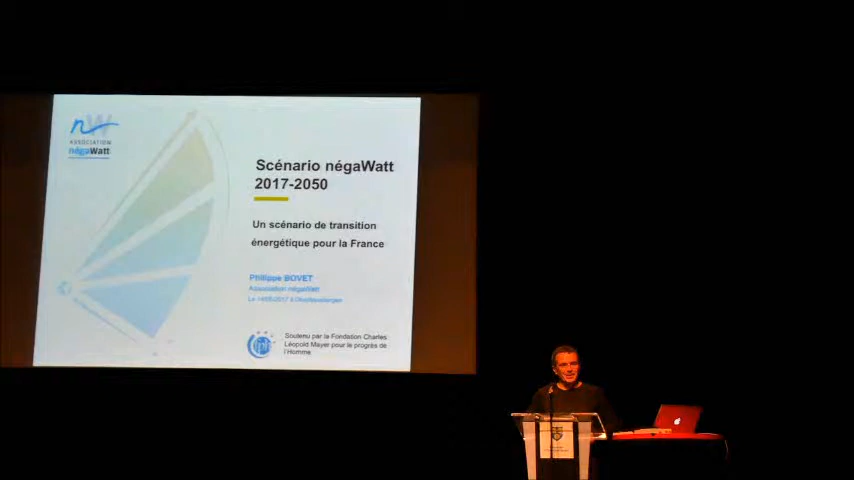 nW
ASSOCIATION
négaWatt
Scénario négaWatt
2017-2050
Un scénario de transition
énergétique pour la France
Philippe BOVET
Association négaWatt
Soutenu par la Fondation Charles
Léopold Mayer pour le progrès de
l'Homme